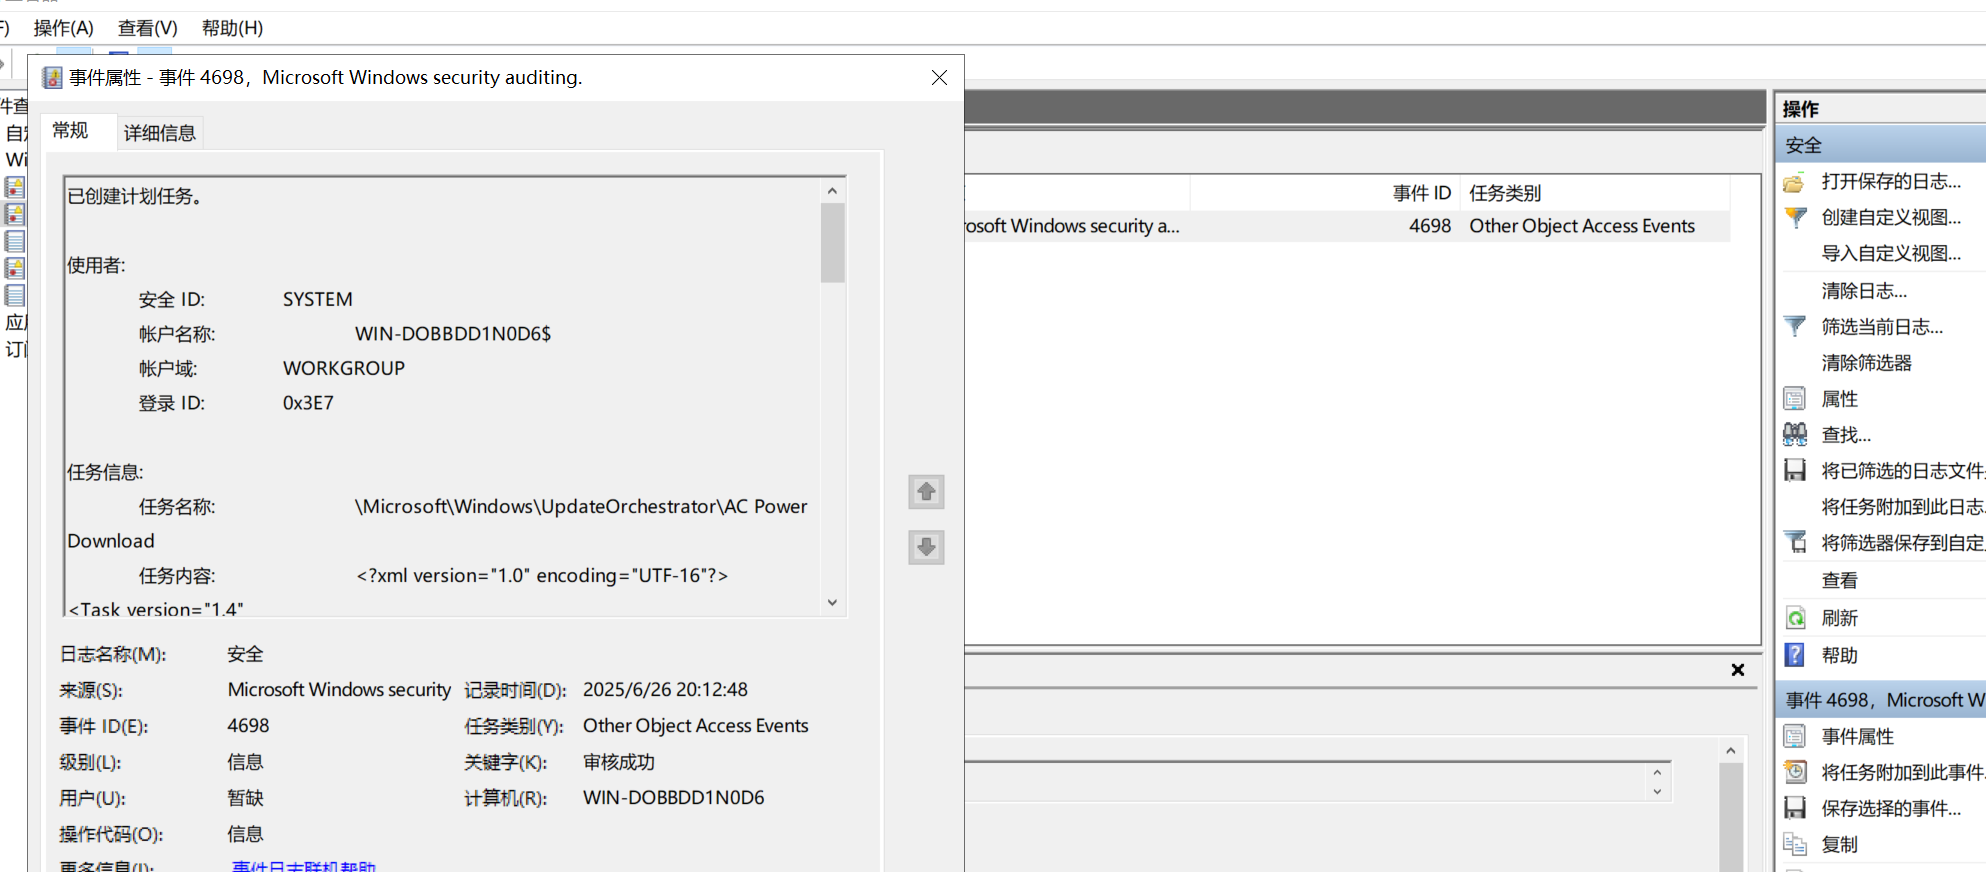 操作(A) 查看(V) 帮助(H)
事件属性 - 事件 4698，Microsoft Windows security auditing.
常规 详细信息
已创建计划任务。
使用者:
安全 ID: SYSTEM
帐户名称: WIN-DOBBDD1N0D6$
帐户域: WORKGROUP
登录 ID: 0x3E7
任务信息:
任务名称: \Microsoft\Windows\UpdateOrchestrator\AC Power
Download
任务内容: <?xml version="1.0" encoding="UTF-16"?>
<Task version="1.4"
日志名称(M): 安全
来源(S): Microsoft Windows security 记录时间(D): 2025/6/26 20:12:48
事件 ID(E): 4698 任务类别(Y): Other Object Access Events
级别(L): 信息 关键字(K): 审核成功
用户(U): 暂缺 计算机(R): WIN-DOBBDD1N0D6
操作代码(O): 信息
更多信息(I): 事件日志联机帮助
事件 ID 任务类别
rosoft Windows security a... 4698 Other Object Access Events
操作
安全
打开保存的日志...
创建自定义视图...
导入自定义视图...
清除日志...
筛选当前日志...
清除筛选器
属性
查找...
将已筛选的日志文件
将任务附加到此日志
将筛选器保存到自定
查看
刷新
帮助
事件 4698，Microsoft W
事件属性
将任务附加到此事件
保存选择的事件...
复制